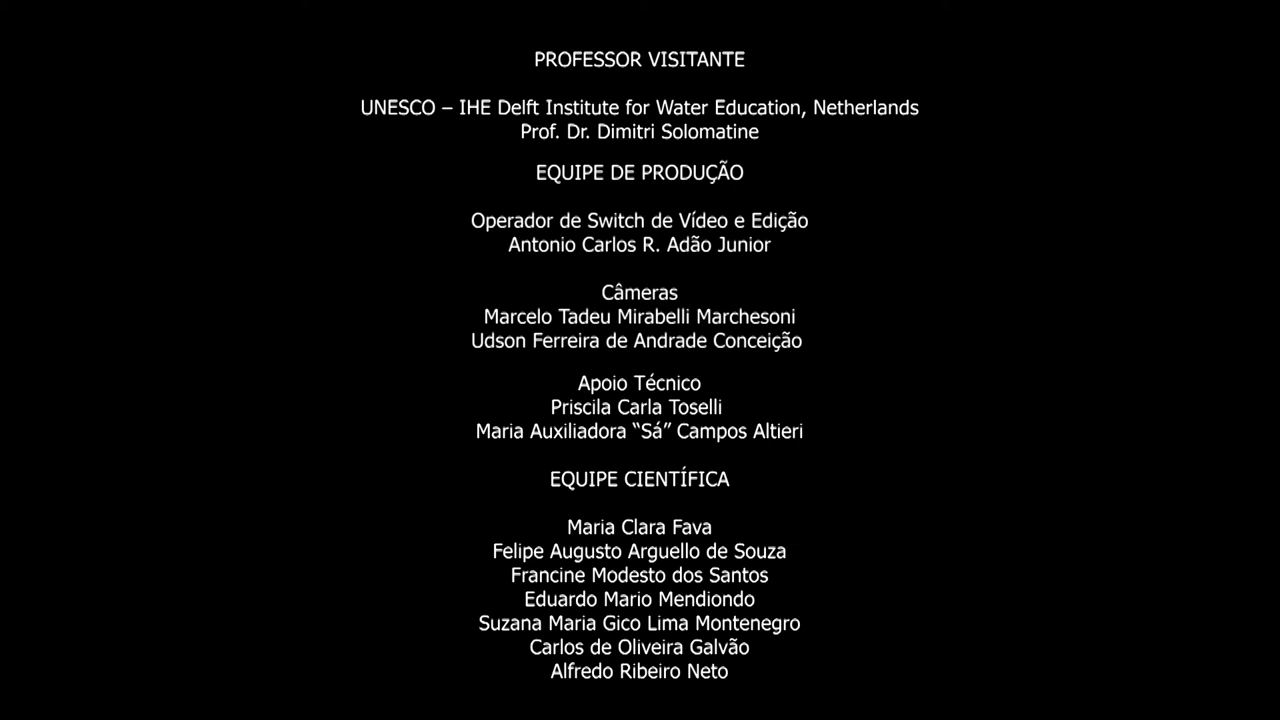 PROFESSOR VISITANTE
UNESCO – IHE Delft Institute for Water Education, Netherlands
Prof. Dr. Dimitri Solomatine
EQUIPE DE PRODUÇÃO
Operador de Switch de Vídeo e Edição
Antonio Carlos R. Adão Junior
Câmeras
Marcelo Tadeu Mirabelli Marchesoni
Udson Ferreira de Andrade Conceição
Apoio Técnico
Priscila Carla Toselli
Maria Auxiliadora “Sá” Campos Altieri
EQUIPE CIENTÍFICA
Maria Clara Fava
Felipe Augusto Arguello de Souza
Francine Modesto dos Santos
Eduardo Mario Mendiondo
Suzana Maria Gico Lima Montenegro
Carlos de Oliveira Galvão
Alfredo Ribeiro Neto